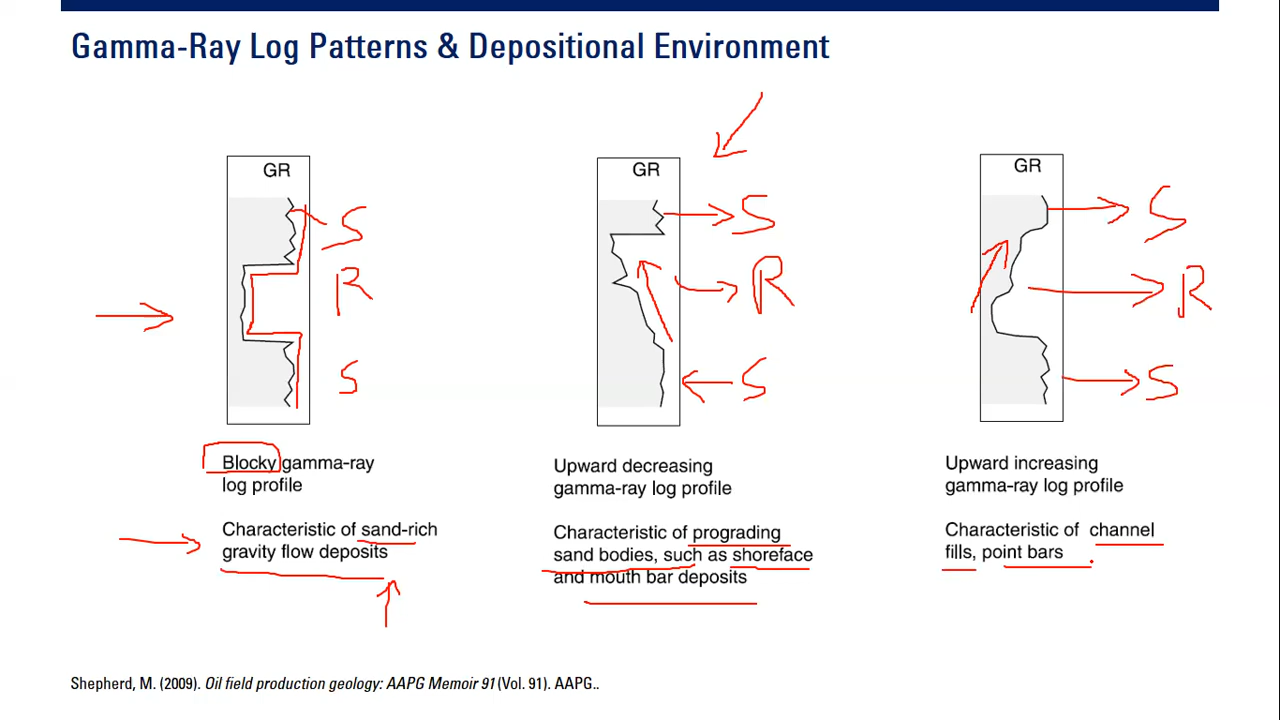 Gamma-Ray Log Patterns & Depositional Environment
GR
S
R
S
Blocky gamma-ray
log profile
Characteristic of sand-rich
gravity flow deposits
GR
S
R
S
Upward decreasing
gamma-ray log profile
Characteristic of prograding
sand bodies, such as shoreface
and mouth bar deposits
GR
S
R
S
Upward increasing
gamma-ray log profile
Characteristic of channel
fills, point bars
Shepherd, M. (2009). Oil field production geology: AAPG Memoir 91 (Vol. 91). AAPG..